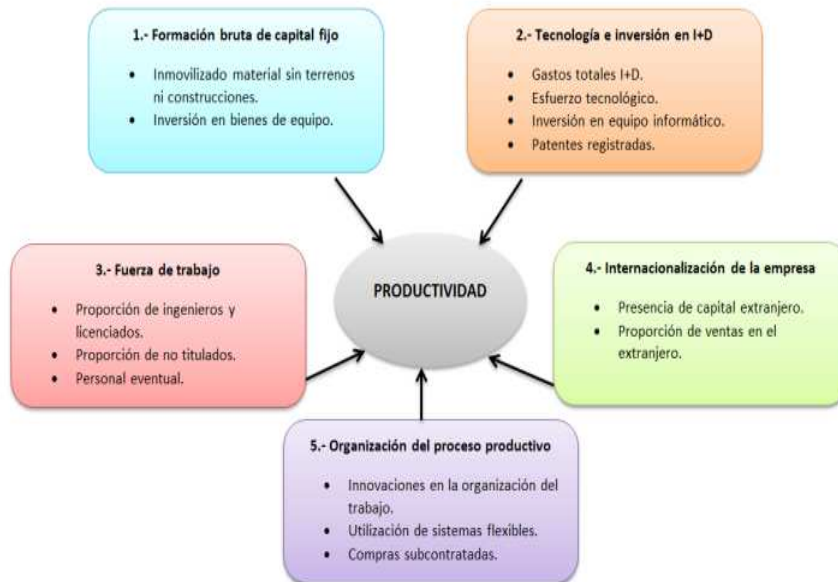 1.- Formación bruta de capital fijo
• Inmovilizado material sin terrenos
ni construcciones.
• Inversión en bienes de equipo.
2.- Tecnología e inversión en I+D
• Gastos totales I+D.
• Esfuerzo tecnológico.
• Inversión en equipo informático.
• Patentes registradas.
PRODUCTIVIDAD
3.- Fuerza de trabajo
• Proporción de ingenieros y
licenciados.
• Proporción de no titulados.
• Personal eventual.
4.- Internacionalización de la empresa
• Presencia de capital extranjero.
• Proporción de ventas en el
extranjero.
5.- Organización del proceso productivo
• Innovaciones en la organización del
trabajo.
• Utilización de sistemas flexibles.
• Compras subcontratadas.